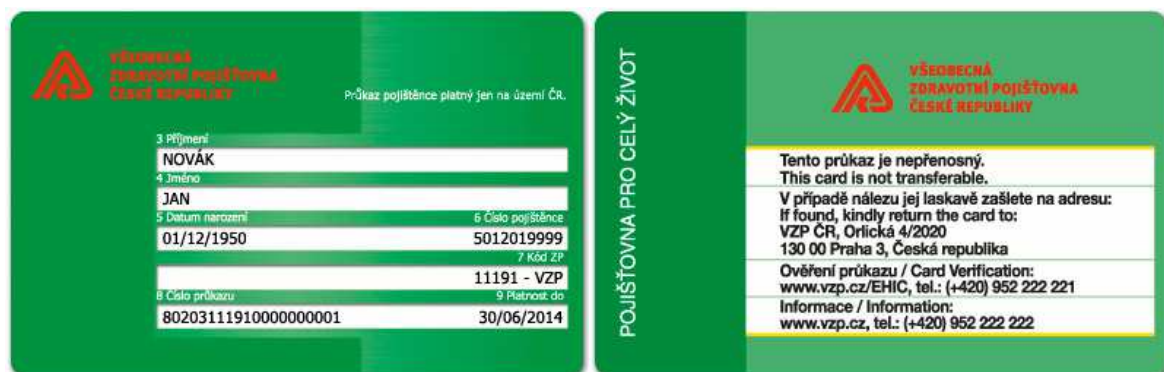 VŠEOBECNÁ
ZDRAVOTNÍ POJIŠŤOVNA
ČESKÉ REPUBLIKY
Průkaz pojištěnce platný jen na území ČR.
3 Příjmení
NOVÁK
4 Jméno
JAN
5 Datum narození 6 Číslo pojištěnce
01/12/1950 5012019999
7 Kód ZP
11191 - VZP
8 Číslo průkazu 9 Platnost do
80203111910000000001 30/06/2014
POJIŠŤOVNA PRO CELÝ ŽIVOT
VŠEOBECNÁ
ZDRAVOTNÍ POJIŠŤOVNA
ČESKÉ REPUBLIKY
Tento průkaz je nepřenosný.
This card is not transferable.
V případě nálezu jej laskavě zašlete na adresu:
If found, kindly return the card to:
VZP ČR, Orlická 4/2020
130 00 Praha 3, Česká republika
Ověření průkazu / Card Verification:
www.vzp.cz/EHIC, tel.: (+420) 952 222 221
Informace / Information:
www.vzp.cz, tel.: (+420) 952 222 222